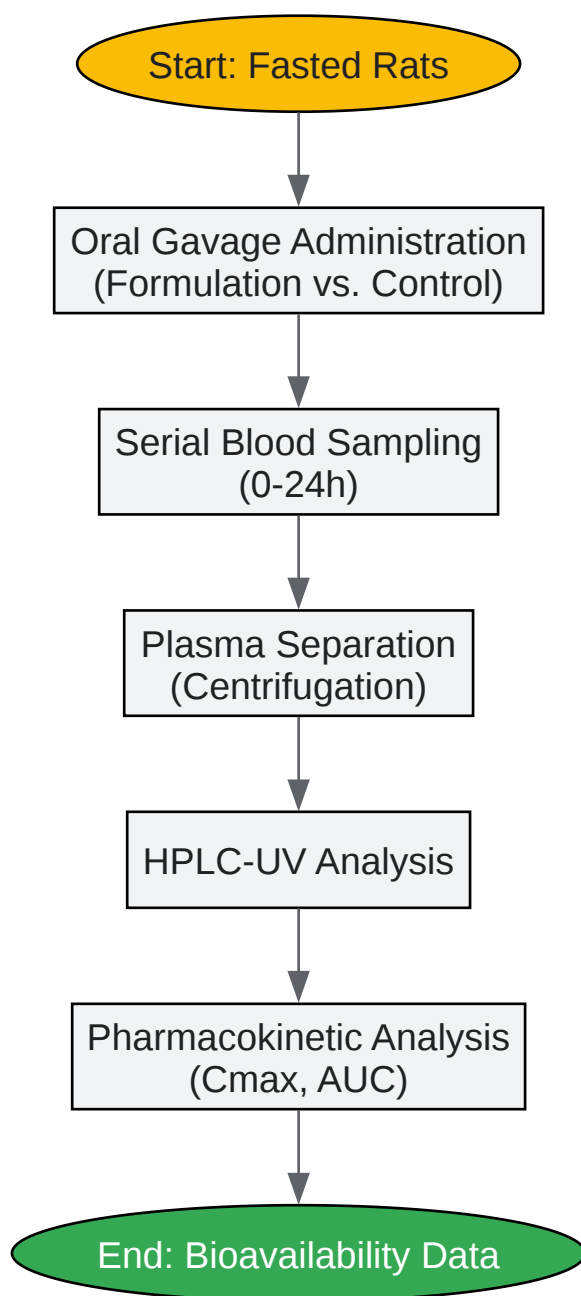 Start: Fasted Rats
Oral Gavage Administration
(Formulation vs. Control)
Serial Blood Sampling
(0-24h)
Plasma Separation
(Centrifugation)
HPLC-UV Analysis
Pharmacokinetic Analysis
(Cmax, AUC)
End: Bioavailability Data